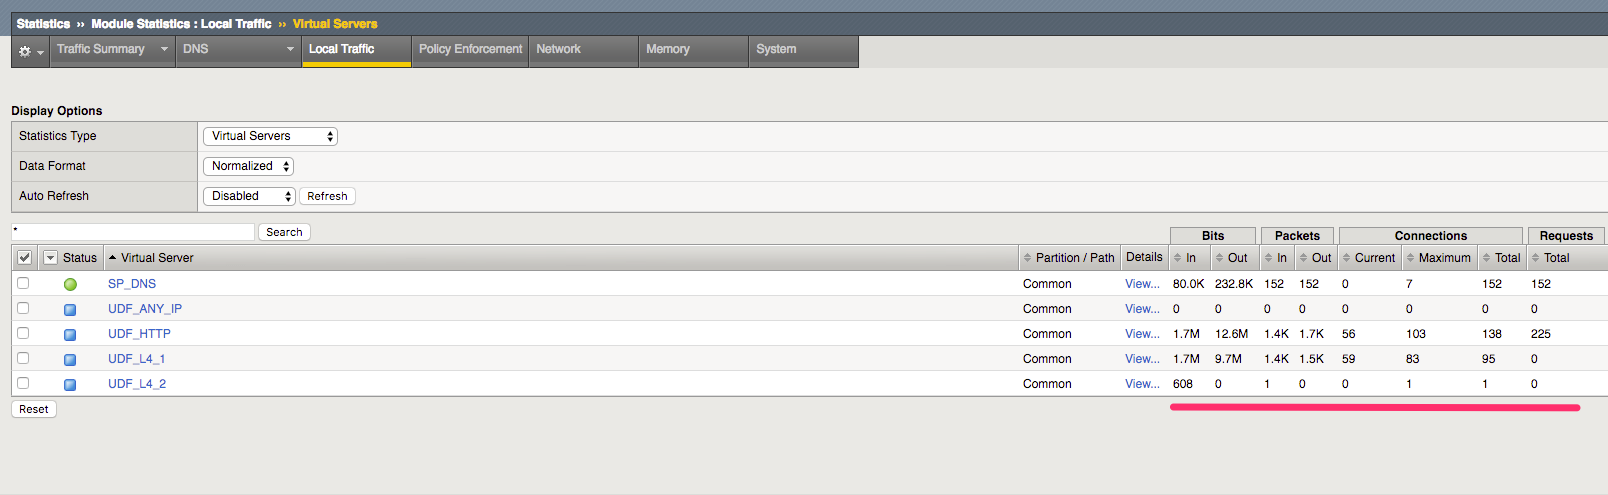 Statistics ›› Module Statistics : Local Traffic ›› Virtual Servers
Traffic Summary DNS Local Traffic Policy Enforcement Network Memory System
Display Options
Statistics Type Virtual Servers
Data Format Normalized
Auto Refresh Disabled Refresh
* Search
Bits Packets Connections Requests
Status Virtual Server Partition / Path Details In Out In Out Current Maximum Total Total
SP_DNS Common View... 80.0K 232.8K 152 152 0 7 152 152
UDF_ANY_IP Common View... 0 0 0 0 0 0 0 0
UDF_HTTP Common View... 1.7M 12.6M 1.4K 1.7K 56 103 138 225
UDF_L4_1 Common View... 1.7M 9.7M 1.4K 1.5K 59 83 95 0
UDF_L4_2 Common View... 608 0 1 0 0 1 1 0
Reset